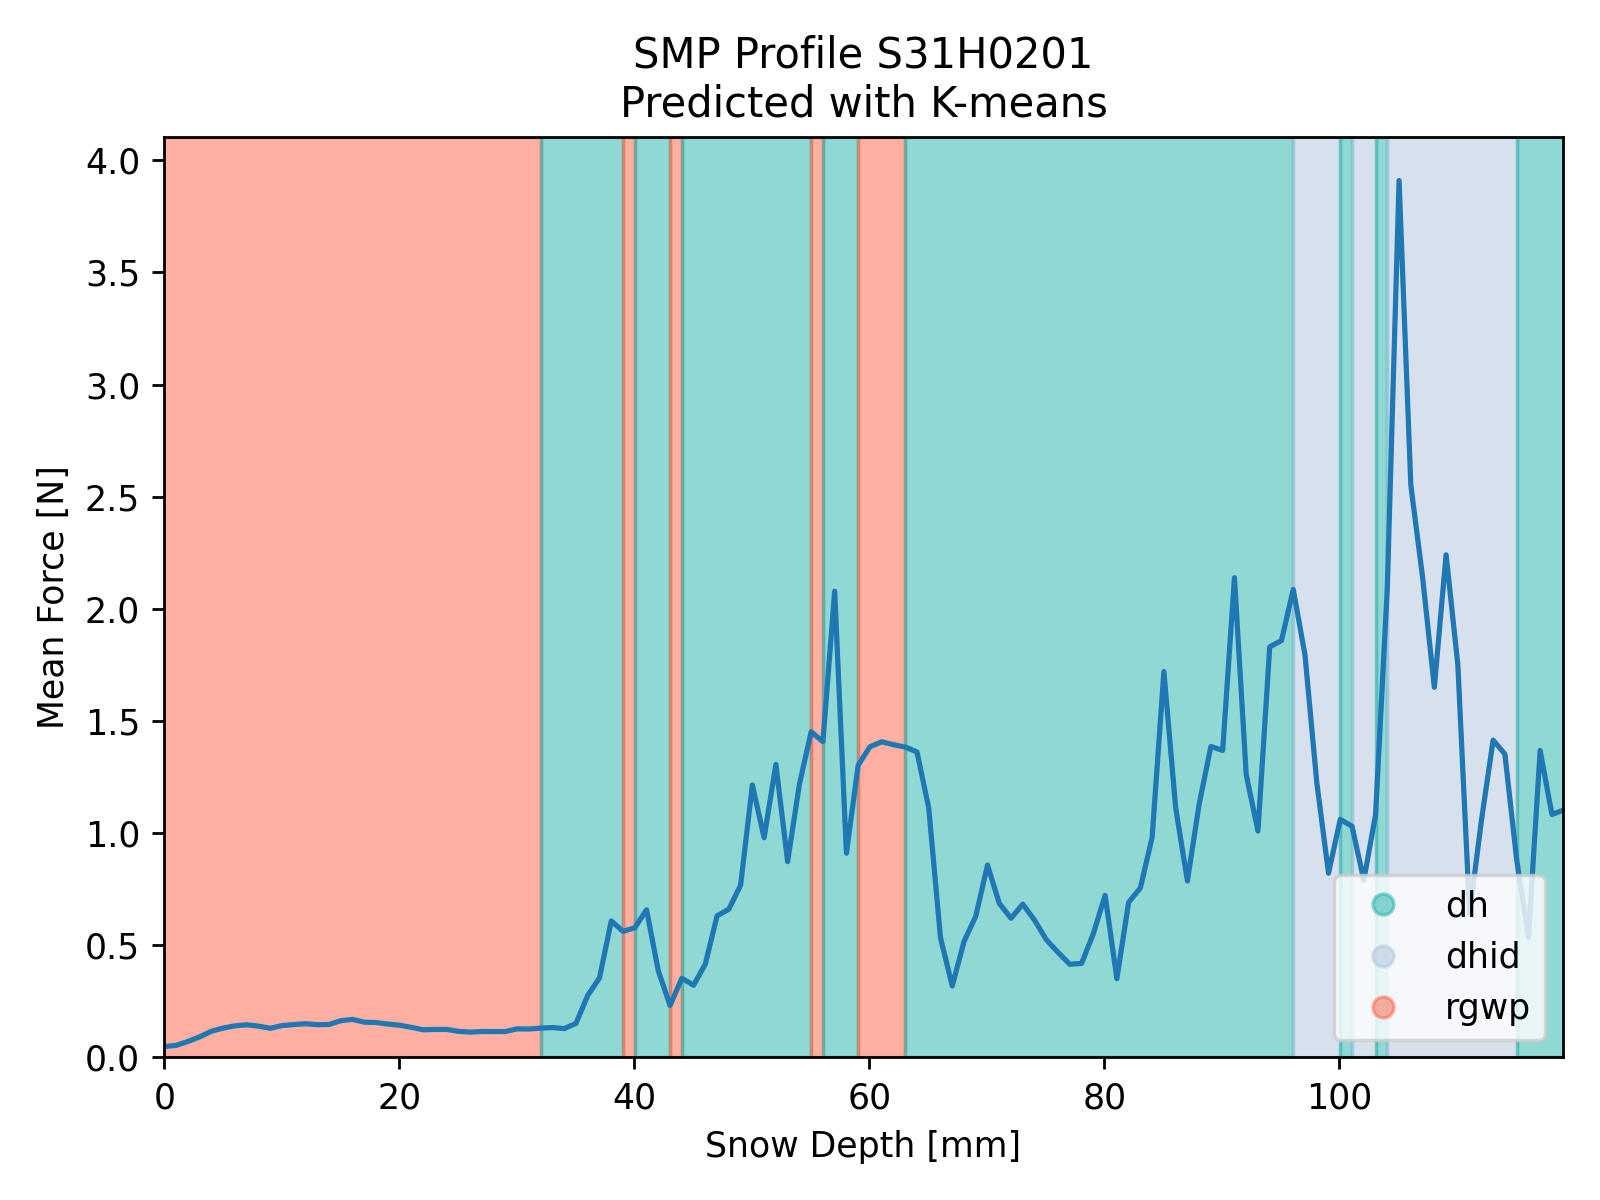 SMP Profile S31H0201
Predicted with K-means
4.0
3.5
3.0
2.5
2.0
1.5
1.0
0.5
0.0
Mean Force [N]
0 20 40 60 80 100
Snow Depth [mm]
dh
dhid
rgwp